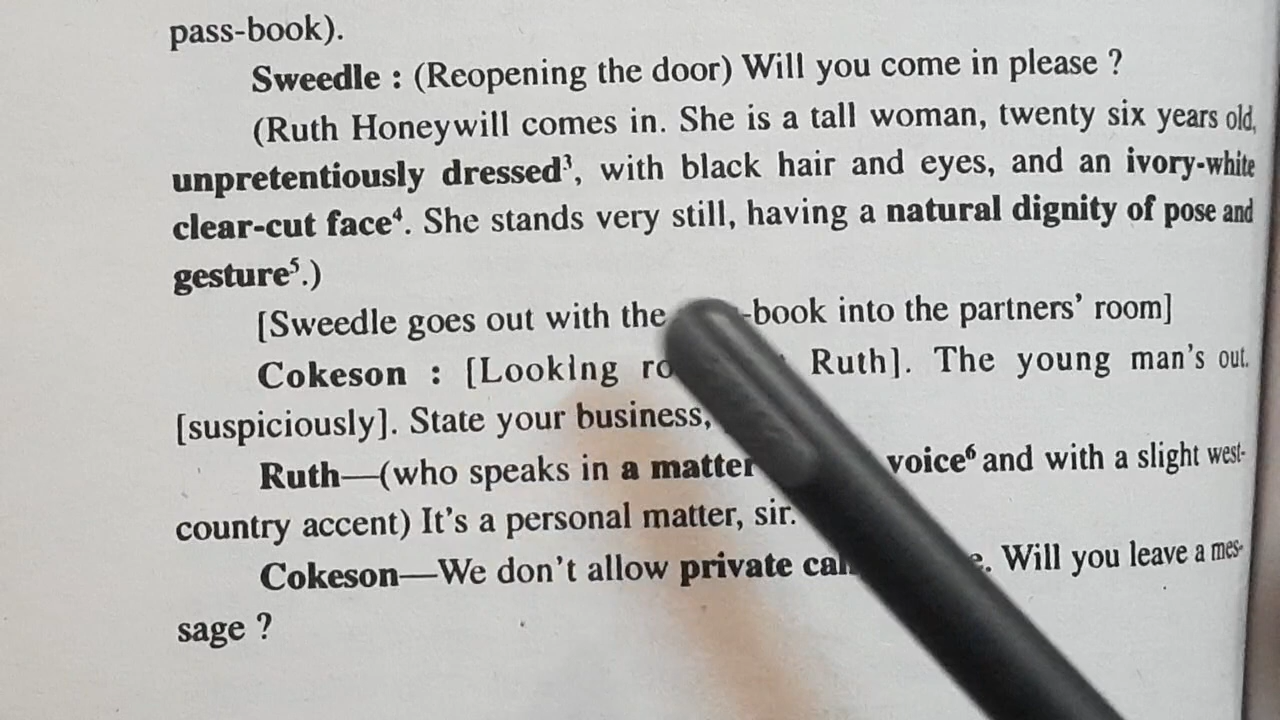 pass-book).
Sweedle : (Reopening the door) Will you come in please ?
(Ruth Honeywill comes in. She is a tall woman, twenty six years old,
unpretentiously dressed³, with black hair and eyes, and an ivory-white
clear-cut face⁴. She stands very still, having a natural dignity of pose and
gesture⁵.)
[Sweedle goes out with the -book into the partners’ room]
Cokeson : [Looking Ruth]. The young man’s out.
[suspiciously]. State your business,
Ruth—(who speaks in a matter voice⁶ and with a slight west-
country accent) It’s a personal matter, sir.
Cokeson—We don’t allow private Will you leave a mes-
sage ?